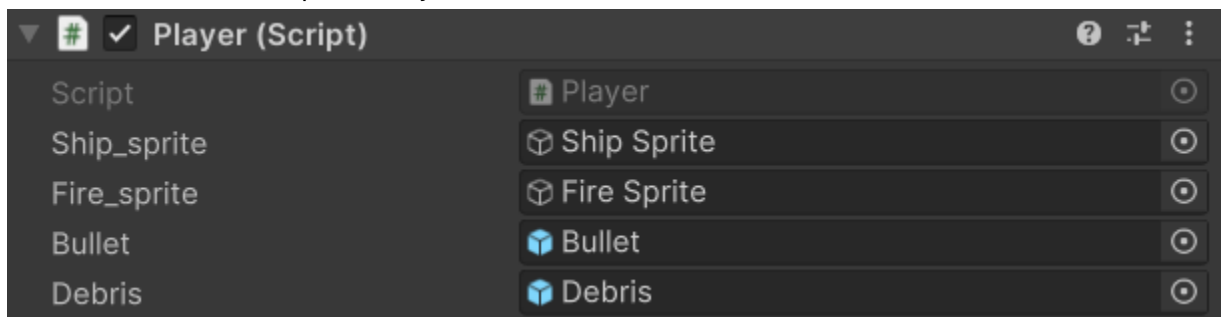 # Player (Script) ?
Script # Player
Ship_sprite Ship Sprite
Fire_sprite Fire Sprite
Bullet Bullet
Debris Debris